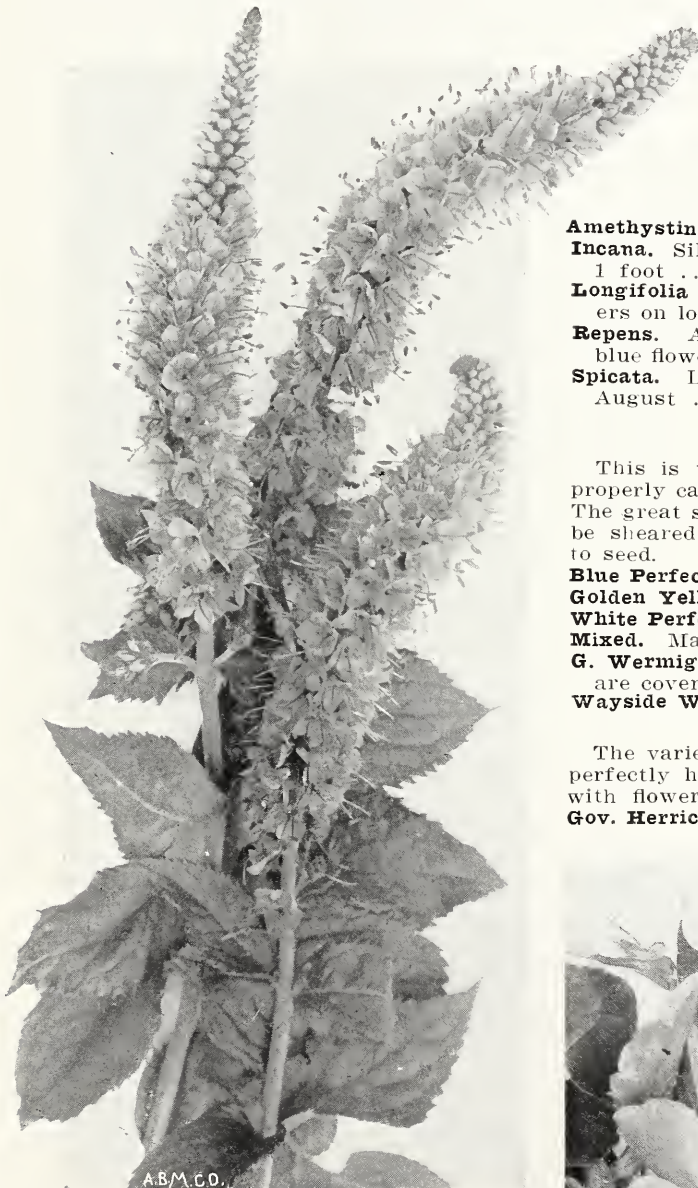 Amethystin
Incana. Sil
1 foot ..
Longifolia
ers on lo
Repens. A
blue flow
Spicata. L
August .
This is
properly ca
The great s
be sheared
to seed.
Blue Perfec
Golden Yell
White Perf
Mixed. Ma
G. Wermig
are cover
Wayside W
The varie
perfectly h
with flower
Gov. Herric
A.B.M.CO.